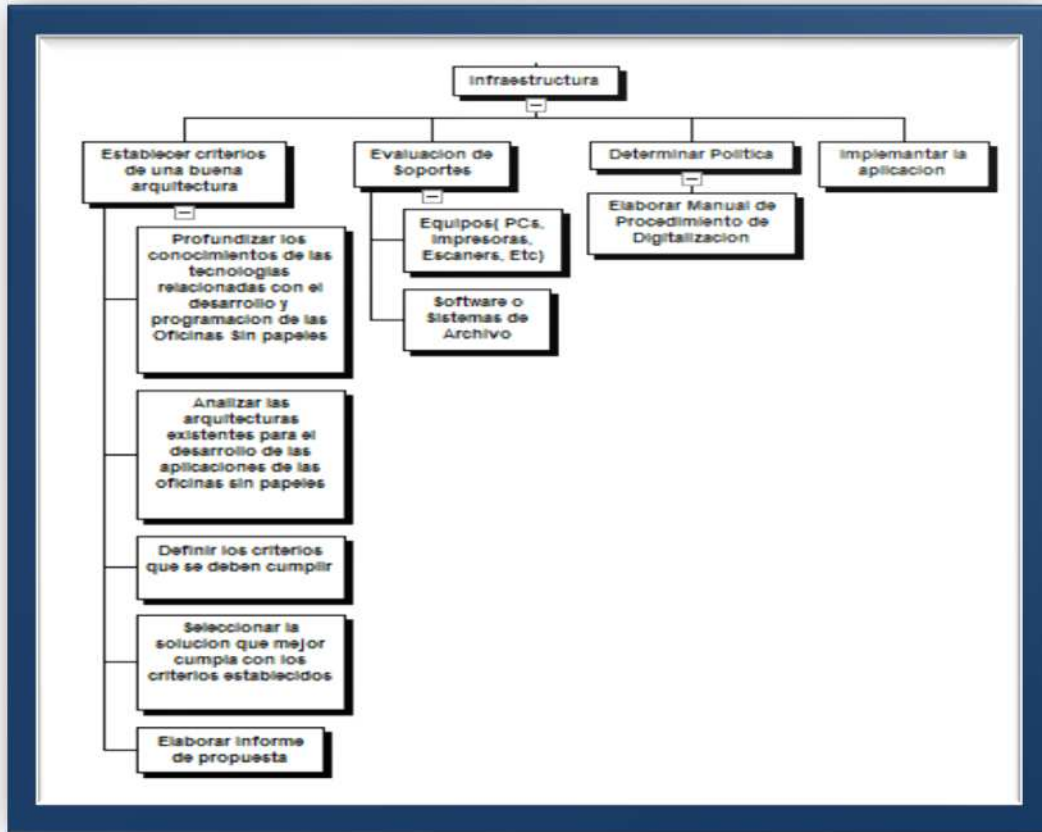 Infraestructura
Establecer criterios
de una buena
arquitectura
Evaluacion de
Soportes
Determinar Politica
Implemantar la
aplicacion
Profundizar los
conocimientos de las
tecnologias
relacionadas con el
desarrollo y
programacion de las
Oficinas Sin papeles
Analizar las
arquitecturas
existentes para el
desarrollo de las
aplicaciones de las
oficinas sin papeles
Definir los criterios
que se deben cumplir
Seleccionar la
solucion que mejor
cumpla con los
criterios establecidos
Elaborar Informe
de propuesta
Equipos( PCs,
Impresoras,
Escaners, Etc)
Software o
Sistemas de
Archivo
Elaborar Manual de
Procedimiento de
Digitalizacion